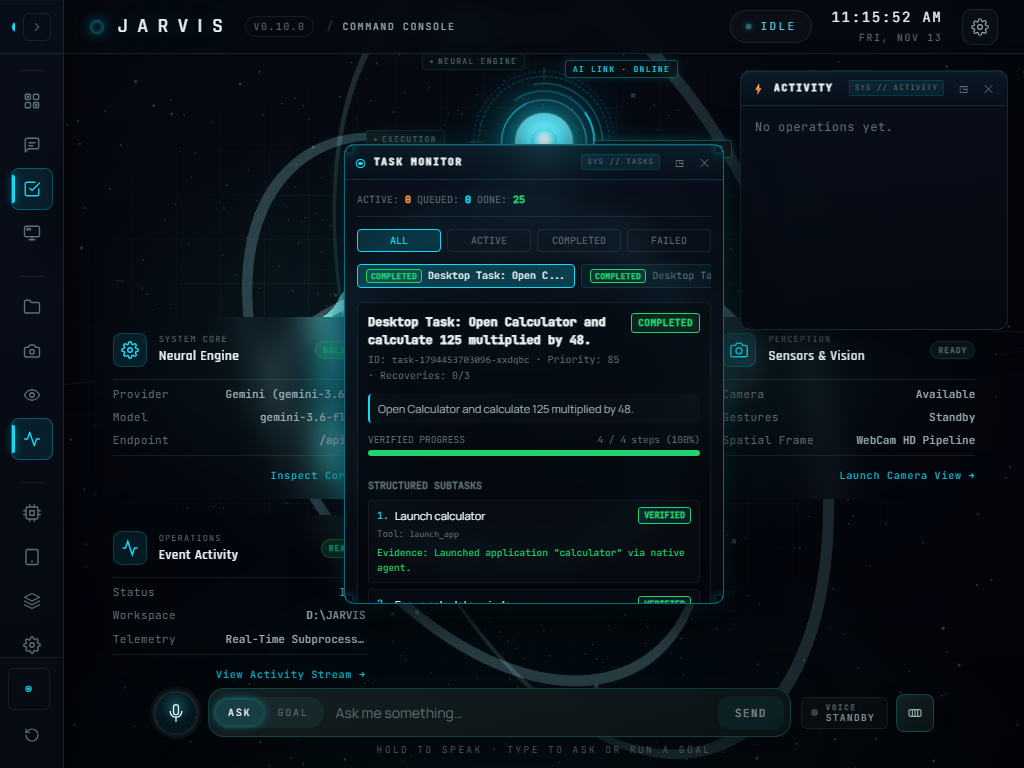 JARVIS
V0.10.0
/ COMMAND CONSOLE
IDLE
11:15:52 AM
FRI, NOV 13
NEURAL ENGINE
AI LINK · ONLINE
EXECUTION
ACTIVITY
SYS // ACTIVITY
No operations yet.
TASK MONITOR
SYS // TASKS
ACTIVE: 0 QUEUED: 0 DONE: 25
ALL
ACTIVE
COMPLETED
FAILED
COMPLETED Desktop Task: Open C...
COMPLETED Desktop Ta
Desktop Task: Open Calculator and
calculate 125 multiplied by 48.
COMPLETED
ID: task-1794453703096-xxdqbc · Priority: 85
· Recoveries: 0/3
Open Calculator and calculate 125 multiplied by 48.
VERIFIED PROGRESS
4 / 4 steps (100%)
STRUCTURED SUBTASKS
1. Launch calculator
VERIFIED
Tool: launch_app
Evidence: Launched application "calculator" via native
agent.
VERIFIED
SYSTEM CORE
Neural Engine
Provider
Gemini (gemini-3.6
Model
gemini-3.6-fl
Endpoint
/api
Inspect Cor
PERCEPTION
Sensors & Vision
READY
Camera
Available
Gestures
Standby
Spatial Frame
WebCam HD Pipeline
Launch Camera View →
OPERATIONS
Event Activity
REA
Status
Workspace
D:\JARVIS
Telemetry
Real-Time Subprocess…
View Activity Stream →
ASK
GOAL
Ask me something...
SEND
VOICE
STANDBY
HOLD TO SPEAK · TYPE TO ASK OR RUN A GOAL